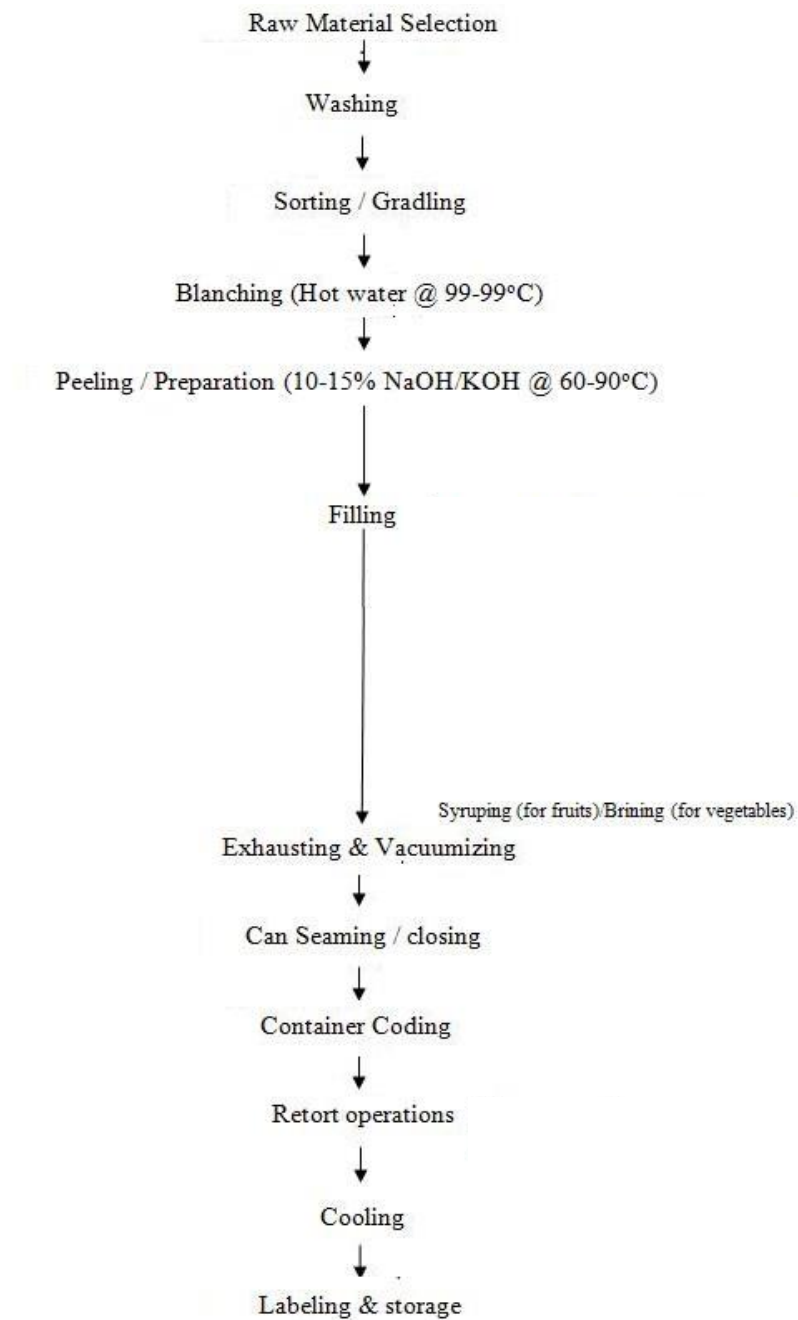 Raw Material Selection
Washing
Sorting / Gradling
Blanching (Hot water @ 99-99°C)
Peeling / Preparation (10-15% NaOH/KOH @ 60-90°C)
Filling
Syruping (for fruits)/Brining (for vegetables)
Exhausting & Vacuumizing
Can Seaming / closing
Container Coding
Retort operations
Cooling
Labeling & storage